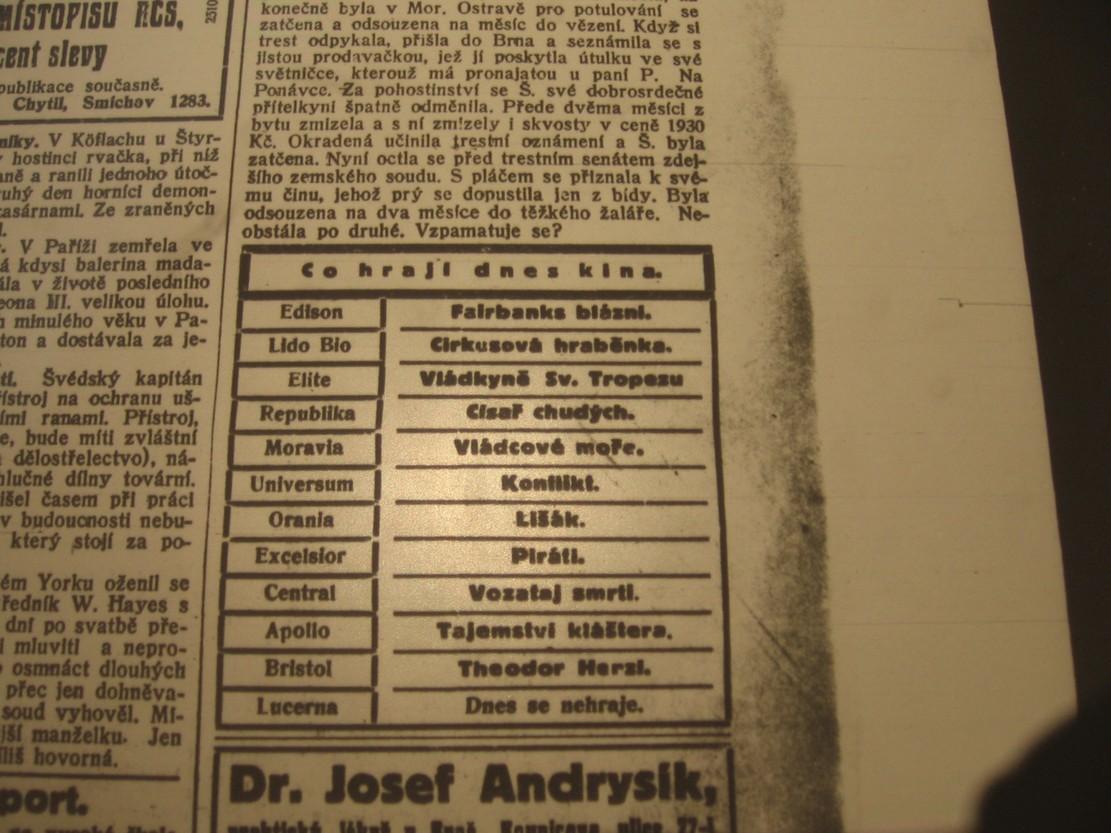 MÍSTOPISU RČS,
cent slevy
publikace současně.
Chytil, Smíchov 1283.
2310
níky. V Köflachu u Štyr-
hostinci rvačka, při níž
aně a ranili jednoho útoč-
uhý den horníci demon-
asárnami. Ze zraněných
V Paříži zemřela ve
á kdysi balerina mada-
ála v životě posledního
eona III. velikou úlohu.
minulého věku v Pa-
ton a dostávala za je-
tí. Švédský kapitán
ístroj na ochranu uš-
ími ranami. Přístroj,
e, bude míti zvláštní
dělostřelectvo), ná-
hlučné dílny tovární.
išel časem při práci
v budoucnosti nebu-
který stojí za po-
ém Yorku oženil se
ředník W. Hayes s
dní po svatbě pře-
mluviti a nepro-
osmnáct dlouhých
přec jen dohněva-
soud vyhověl. Mi-
jší manželku. Jen
íliš hovorná.
port.
konečně byla v Mor. Ostravě pro potulování se
zatčena a odsouzena na měsíc do vězení. Když si
trest odpykala, přišla do Brna a seznámila se s
jistou prodavačkou, jež jí poskytla útulku ve své
světničce, kterouž má pronajatou u paní P. Na
Ponávce. Za pohostinství se Š. své dobrosrdečné
přítelkyni špatně odměnila. Přede dvěma měsíci z
bytu zmizela a s ní zmizely i skvosty v ceně 1930
Kč. Okradená učinila trestní oznámení a Š. byla
zatčena. Nyní octla se před trestním senátem zdej-
šího zemského soudu. S pláčem se přiznala k své-
mu činu, jehož prý se dopustila jen z bídy. Byla
odsouzena na dva měsíce do těžkého žaláře. Ne-
obstála po druhé. Vzpamatuje se?
Co hrají dnes kina.
Edison Fairbanks blázní.
Lido Bio Cirkusová hraběnka.
Elite Vládkyně Sv. Tropezu
Republika Císař chudých.
Moravia Vládcové moře.
Universum Konflikt.
Orania Lišák.
Excelsior Piráti.
Central Vozataj smrti.
Apollo Tajemství kláštera.
Bristol Theodor Herzl.
Lucerna Dnes se nehraje.
Dr. Josef Andrysík,